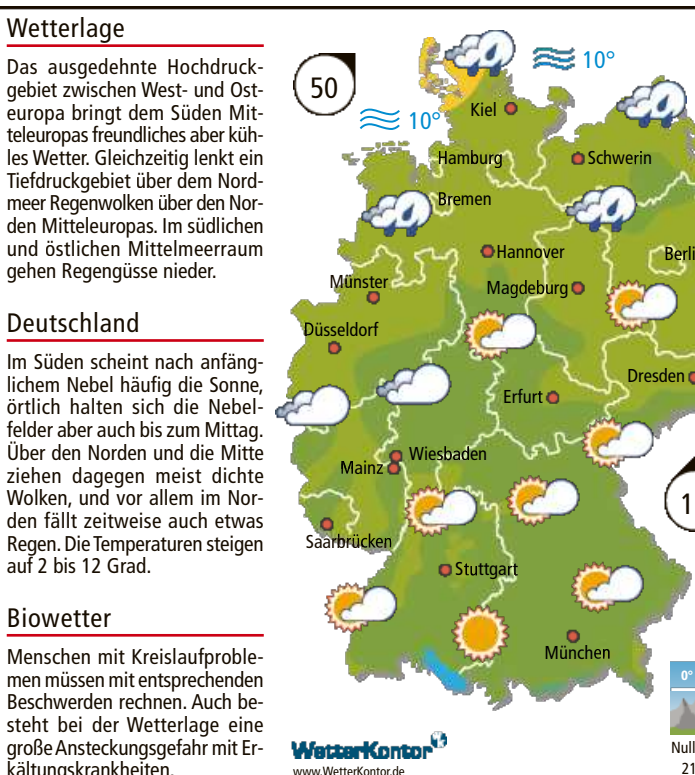 Wetterlage
Das ausgedehnte Hochdruck-
gebiet zwischen West- und Ost-
europa bringt dem Süden Mit-
teleuropas freundliches aber küh-
les Wetter. Gleichzeitig lenkt ein
Tiefdruckgebiet über dem Nord-
meer Regenwolken über den Nor-
den Mitteleuropas. Im südlichen
und östlichen Mittelmeerraum
gehen Regengüsse nieder.
Deutschland
Im Süden scheint nach anfäng-
lichem Nebel häufig die Sonne,
örtlich halten sich die Nebel-
felder aber auch bis zum Mittag.
Über den Norden und die Mitte
ziehen dagegen meist dichte
Wolken, und vor allem im Nor-
den fällt zeitweise auch etwas
Regen. Die Temperaturen steigen
auf 2 bis 12 Grad.
Biowetter
Menschen mit Kreislaufproble-
men müssen mit entsprechenden
Beschwerden rechnen. Auch be-
steht bei der Wetterlage eine
große Ansteckungsgefahr mit Er-
kältungskrankheiten.
50
10°
10°
Kiel
Hamburg
Schwerin
Bremen
Hannover
Berli
Münster
Magdeburg
Düsseldorf
Dresden
Erfurt
Wiesbaden
Mainz
1
Saarbrücken
Stuttgart
München
0°
Null
21
WetterKontor
www.WetterKontor.de